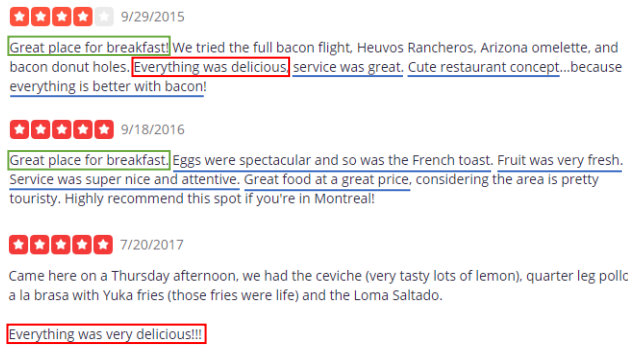 9/29/2015
Great place for breakfast! We tried the full bacon flight, Heuvos Rancheros, Arizona omelette, and
bacon donut holes. Everything was delicious, service was great. Cute restaurant concept...because
everything is better with bacon!
9/18/2016
Great place for breakfast. Eggs were spectacular and so was the French toast. Fruit was very fresh.
Service was super nice and attentive. Great food at a great price, considering the area is pretty
touristy. Highly recommend this spot if you're in Montreal!
7/20/2017
Came here on a Thursday afternoon, we had the ceviche (very tasty lots of lemon), quarter leg pollo
a la brasa with Yuka fries (those fries were life) and the Loma Saltado.
Everything was very delicious!!!